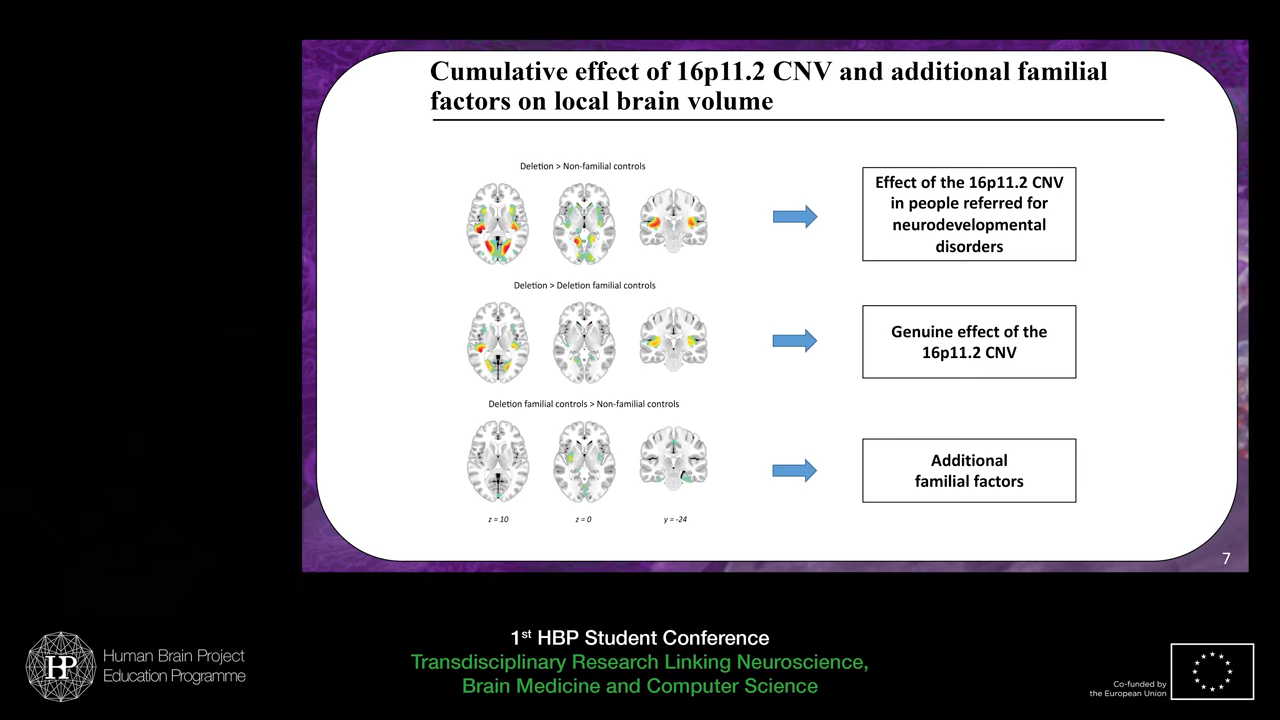 Cumulative effect of 16p11.2 CNV and additional familial
factors on local brain volume
Deletion > Non-familial controls
Effect of the 16p11.2 CNV
in people referred for
neurodevelopmental
disorders
Deletion > Deletion familial controls
Genuine effect of the
16p11.2 CNV
Deletion familial controls > Non-familial controls
Additional
familial factors
z = 10
z = 0
y = -24
7
HP
Human Brain Project
Education Programme
1st HBP Student Conference
Transdisciplinary Research Linking Neuroscience,
Brain Medicine and Computer Science
Co-funded by
the European Union